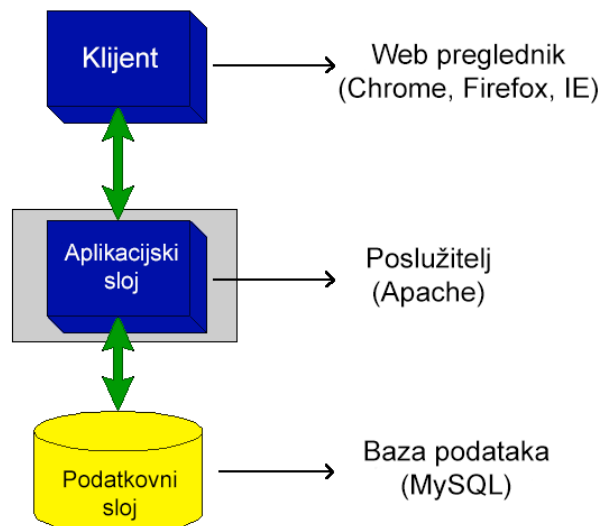 Klijent
Web preglednik
(Chrome, Firefox, IE)
Aplikacijski
sloj
Poslužitelj
(Apache)
Podatkovni
sloj
Baza podataka
(MySQL)